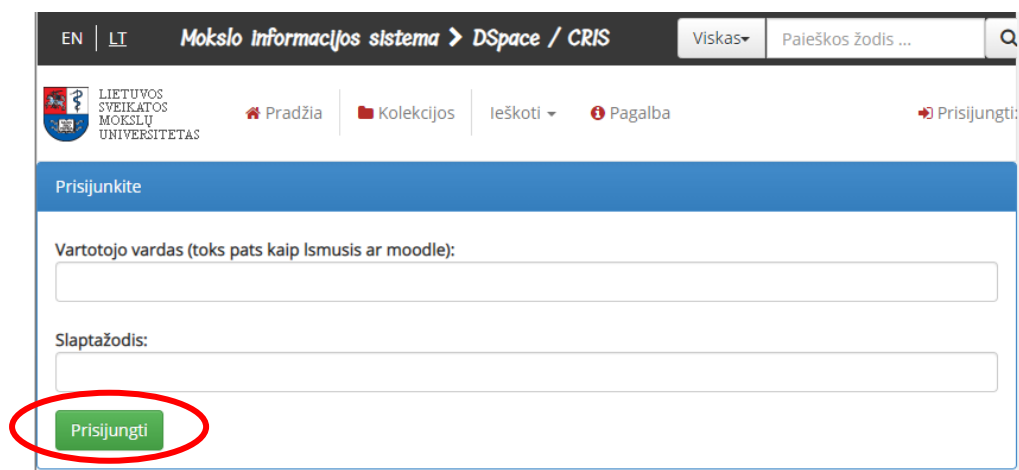 EN | LT Mokslo informacijos sistema > DSpace / CRIS Viskas Paieškos žodis ...
LIETUVOS
SVEIKATOS
MOKSLŲ
UNIVERSITETAS
Pradžia Kolekcijos Ieškoti Pagalba Prisijungti:
Prisijunkite
Vartotojo vardas (toks pats kaip lsmusis ar moodle):
Slaptažodis:
Prisijungti